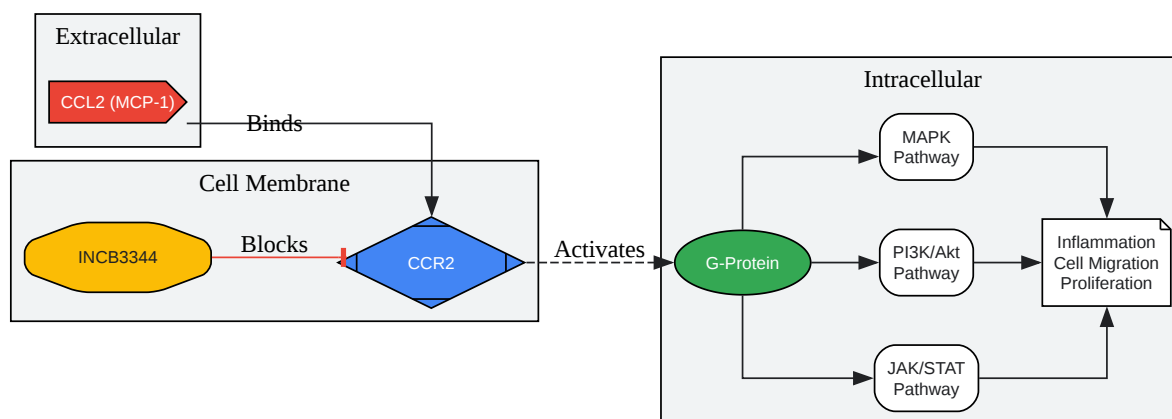 Extracellular
CCL2 (MCP-1)
Binds
Cell Membrane
INCB3344
Blocks
CCR2
Activates
Intracellular
G-Protein
MAPK
Pathway
PI3K/Akt
Pathway
JAK/STAT
Pathway
Inflammation
Cell Migration
Proliferation